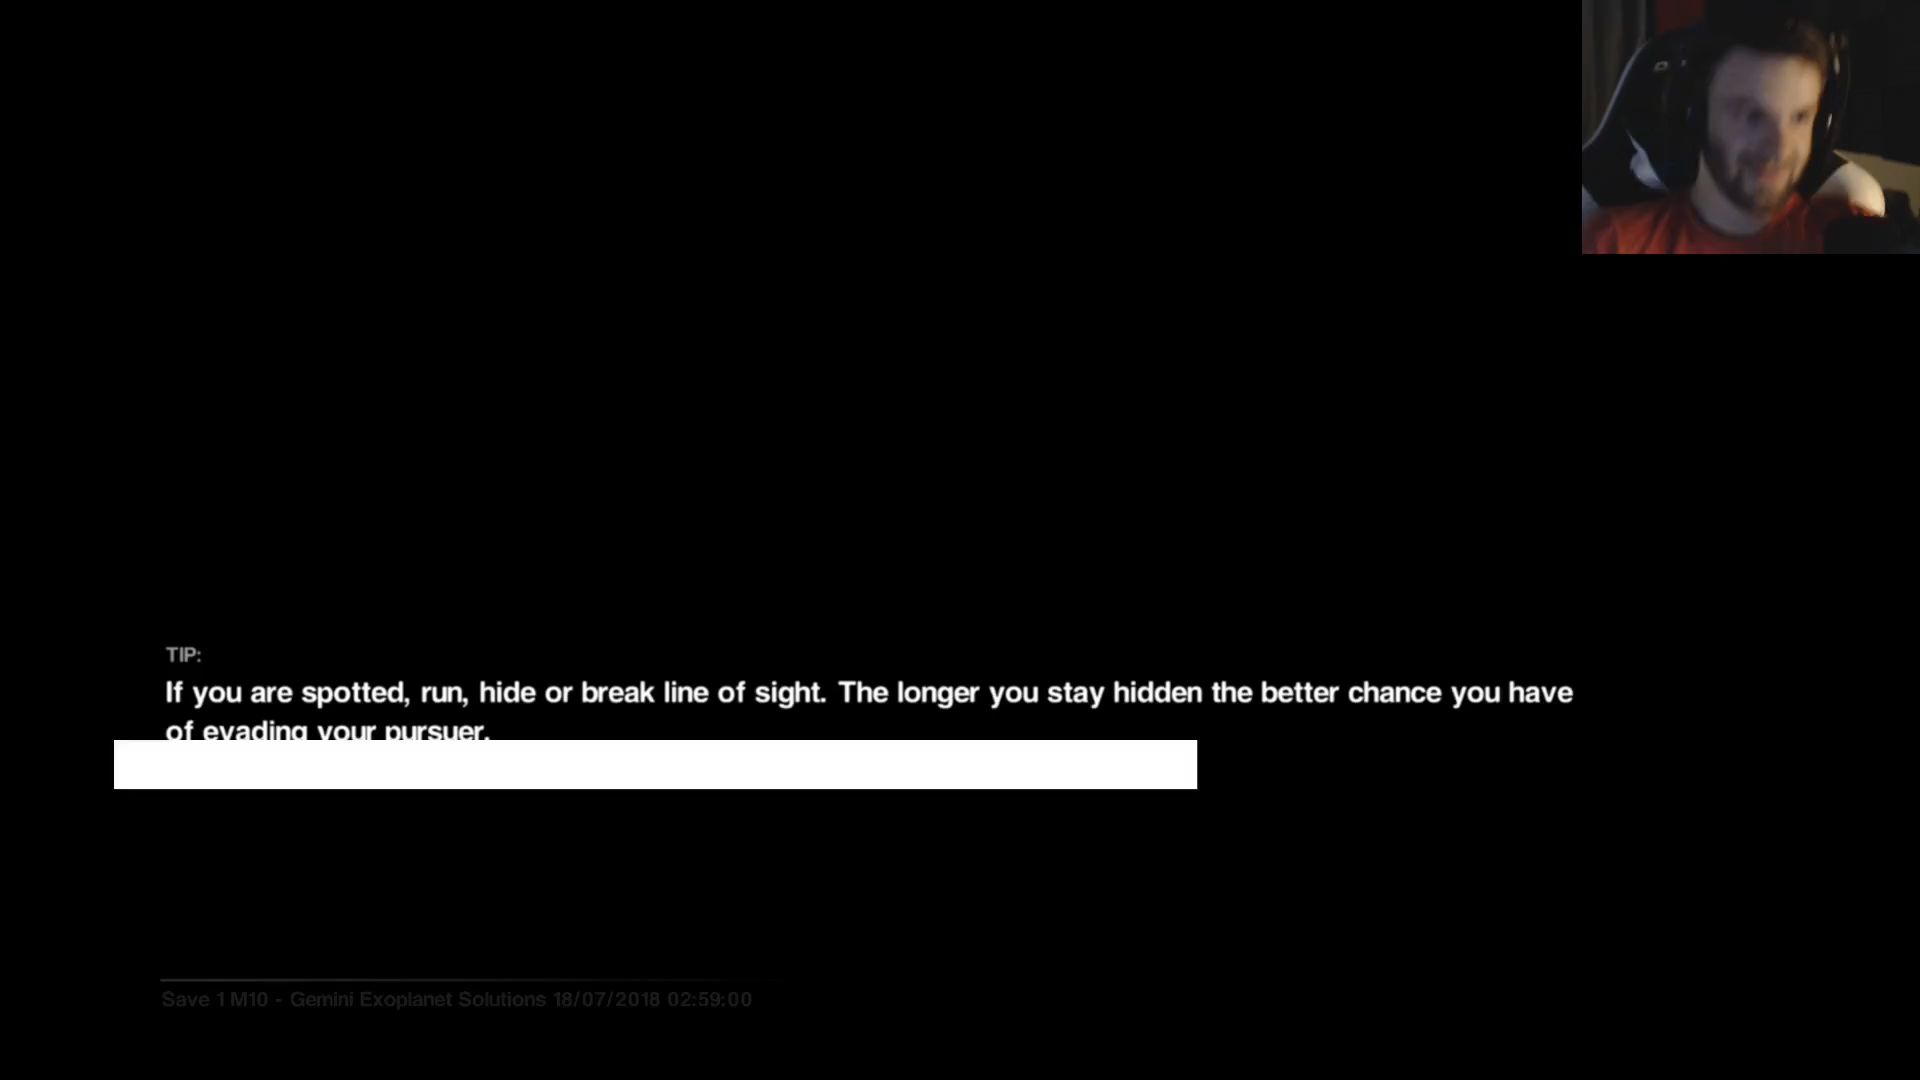 TIP:
If you are spotted, run, hide or break line of sight. The longer you stay hidden the better chance you have
of evading your pursuer.
Save 1 M10 - Gemini Exoplanet Solutions 18/07/2018 02:59:00